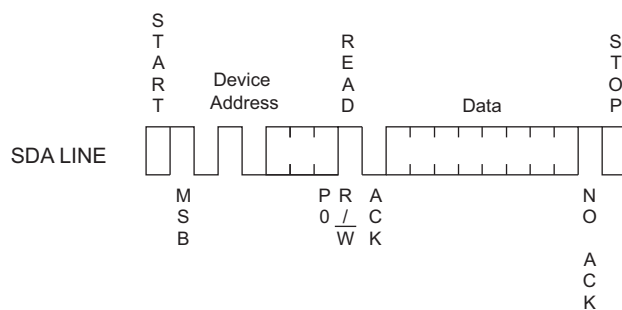 START
Device
Address
READ
Data
STOP
SDA LINE
MSB
P0
R/W
ACK
NO ACK